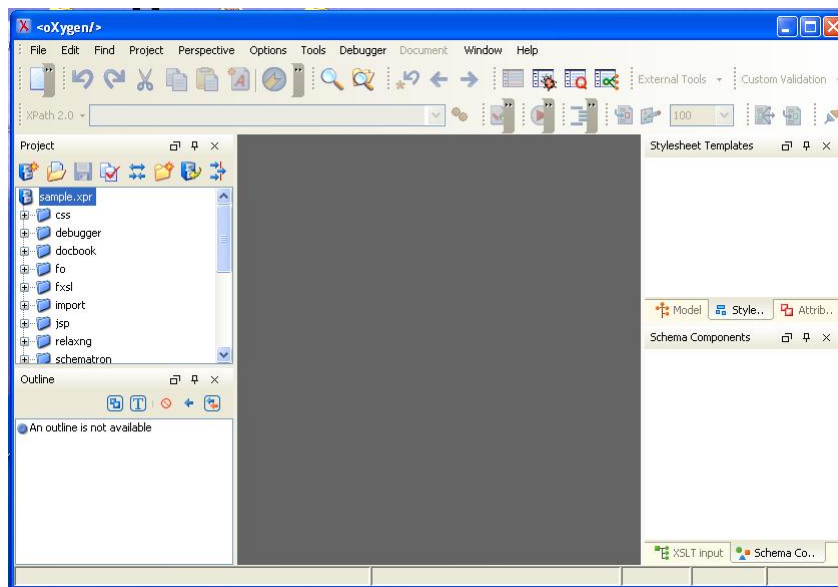 <oXygen/>
File Edit Find Project Perspective Options Tools Debugger Document Window Help
External Tools Custom Validation
XPath 2.0 100
Project
sample.xpr
css
debugger
docbook
fo
fxsl
import
jsp
relaxng
schematron
Outline
An outline is not available
Stylesheet Templates
Model Style.. Attrib..
Schema Components
XSLT input Schema Co..